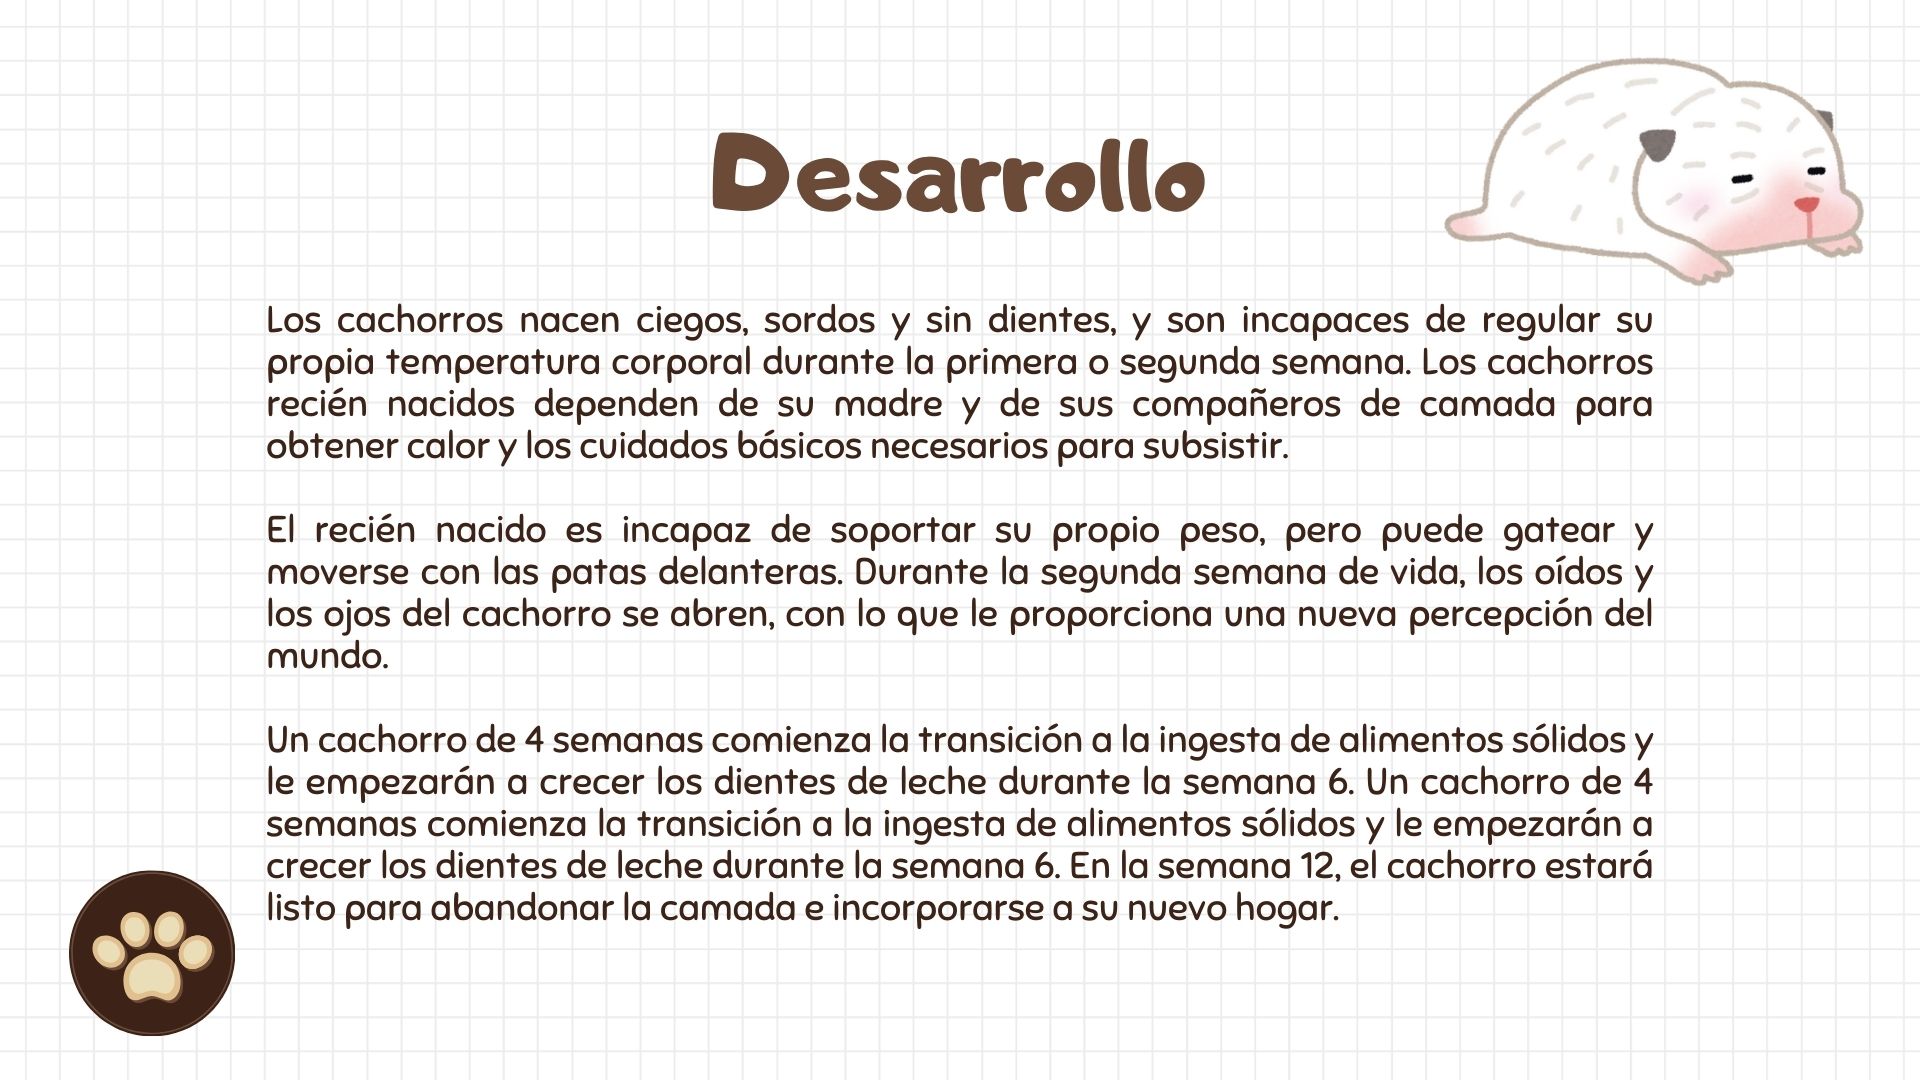 Desarrollo
Los cachorros nacen ciegos, sordos y sin dientes, y son incapaces de regular su
propia temperatura corporal durante la primera o segunda semana. Los cachorros
recién nacidos dependen de su madre y de sus compañeros de camada para
obtener calor y los cuidados básicos necesarios para subsistir.
El recién nacido es incapaz de soportar su propio peso, pero puede gatear y
moverse con las patas delanteras. Durante la segunda semana de vida, los oídos y
los ojos del cachorro se abren, con lo que le proporciona una nueva percepción del
mundo.
Un cachorro de 4 semanas comienza la transición a la ingesta de alimentos sólidos y
le empezarán a crecer los dientes de leche durante la semana 6. Un cachorro de 4
semanas comienza la transición a la ingesta de alimentos sólidos y le empezarán a
crecer los dientes de leche durante la semana 6. En la semana 12, el cachorro estará
listo para abandonar la camada e incorporarse a su nuevo hogar.